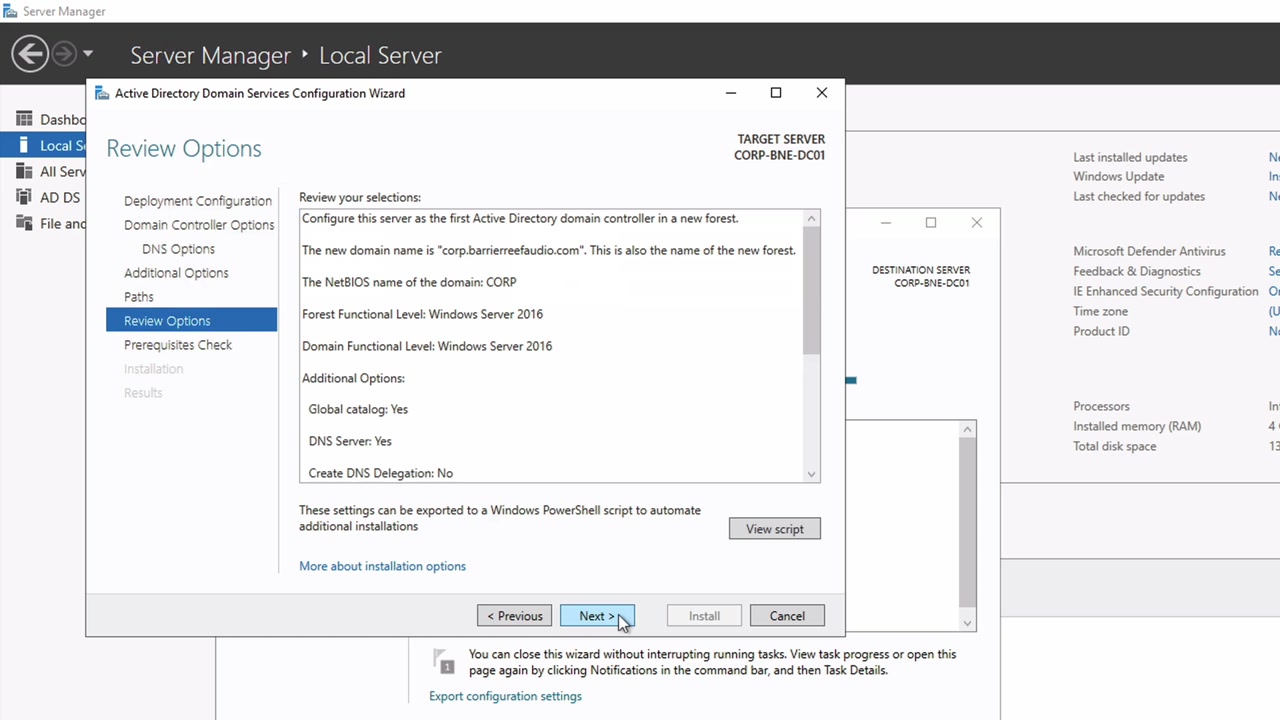 Server Manager
Server Manager
Local Server
Active Directory Domain Services Configuration Wizard
Review Options
TARGET SERVER
CORP-BNE-DC01
Local
All
AD DS
File and
Deployment Configuration
Domain Controller Options
DNS Options
Additional Options
Paths
Review Options
Prerequisites Check
Installation
Results
Review your selections:
Configure this server as the first Active Directory domain controller in a new forest.
The new domain name is "corp.barrierreefaudio.com". This is also the name of the new forest.
The NetBIOS name of the domain: CORP
Forest Functional Level: Windows Server 2016
Domain Functional Level: Windows Server 2016
Additional Options:
Global catalog: Yes
DNS Server: Yes
Create DNS Delegation: No
These settings can be exported to a Windows PowerShell script to automate
additional installations
View script
More about installation options
< Previous
Next >
Install
Cancel
DESTINATION SERVER
CORP-BNE-DC01
You can close this wizard without interrupting running tasks. View task progress or open this
page again by clicking Notifications in the command bar, and then Task Details.
1
Export configuration settings
Last installed updates
Windows Update
Last checked for updates
Microsoft Defender Antivirus
Feedback & Diagnostics
IE Enhanced Security Configuration
Time zone
Product ID
Processors
Installed memory (RAM)
Total disk space